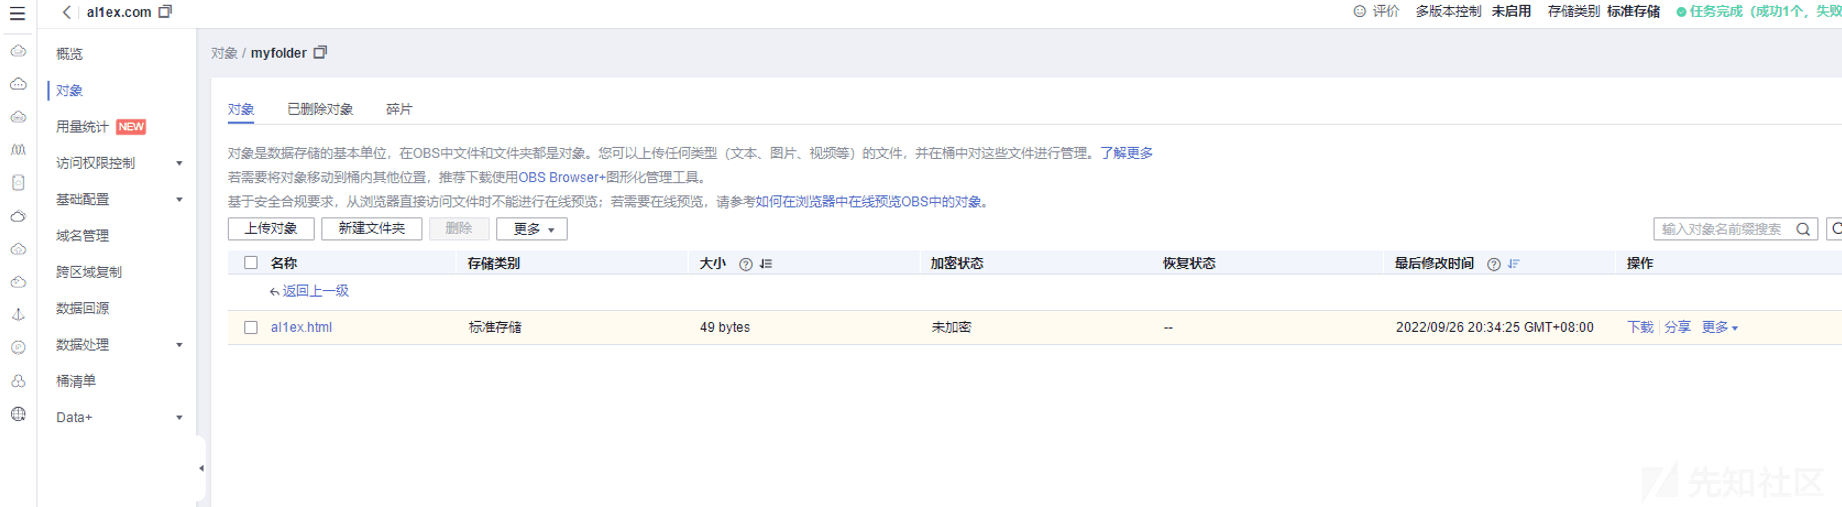 al1ex.com 评价 多版本控制 未启用 存储类别 标准存储 任务完成（成功1个，失败
概览
对象
用量统计 NEW
访问权限控制
基础配置
域名管理
跨区域复制
数据回源
数据处理
桶清单
Data+
对象 / myfolder
对象 已删除对象 碎片
对象是数据存储的基本单位，在OBS中文件和文件夹都是对象。您可以上传任何类型（文本、图片、视频等）的文件，并在桶中对这些文件进行管理。了解更多
若需要将对象移动到桶内其他位置，推荐下载使用OBS Browser+图形化管理工具。
基于安全合规要求，从浏览器直接访问文件时不能进行在线预览；若需要在线预览，请参考如何在浏览器中在线预览OBS中的对象。
上传对象 新建文件夹 删除 更多 输入对象名前缀搜索
名称 存储类别 大小 加密状态 恢复状态 最后修改时间 操作
返回上一级
al1ex.html 标准存储 49 bytes 未加密 -- 2022/09/26 20:34:25 GMT+08:00 下载 分享 更多
先知社区